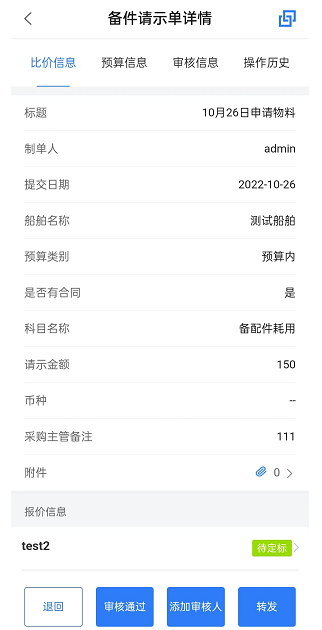 备件请示单详情
比价信息 预算信息 审核信息 操作历史
标题 10月26日申请物料
制单人 admin
提交日期 2022-10-26
船舶名称 测试船舶
预算类别 预算内
是否有合同 是
科目名称 备配件耗用
请示金额 150
币种 --
采购主管备注 111
附件 0
报价信息
test2 待定标
退回 审核通过 添加审核人 转发